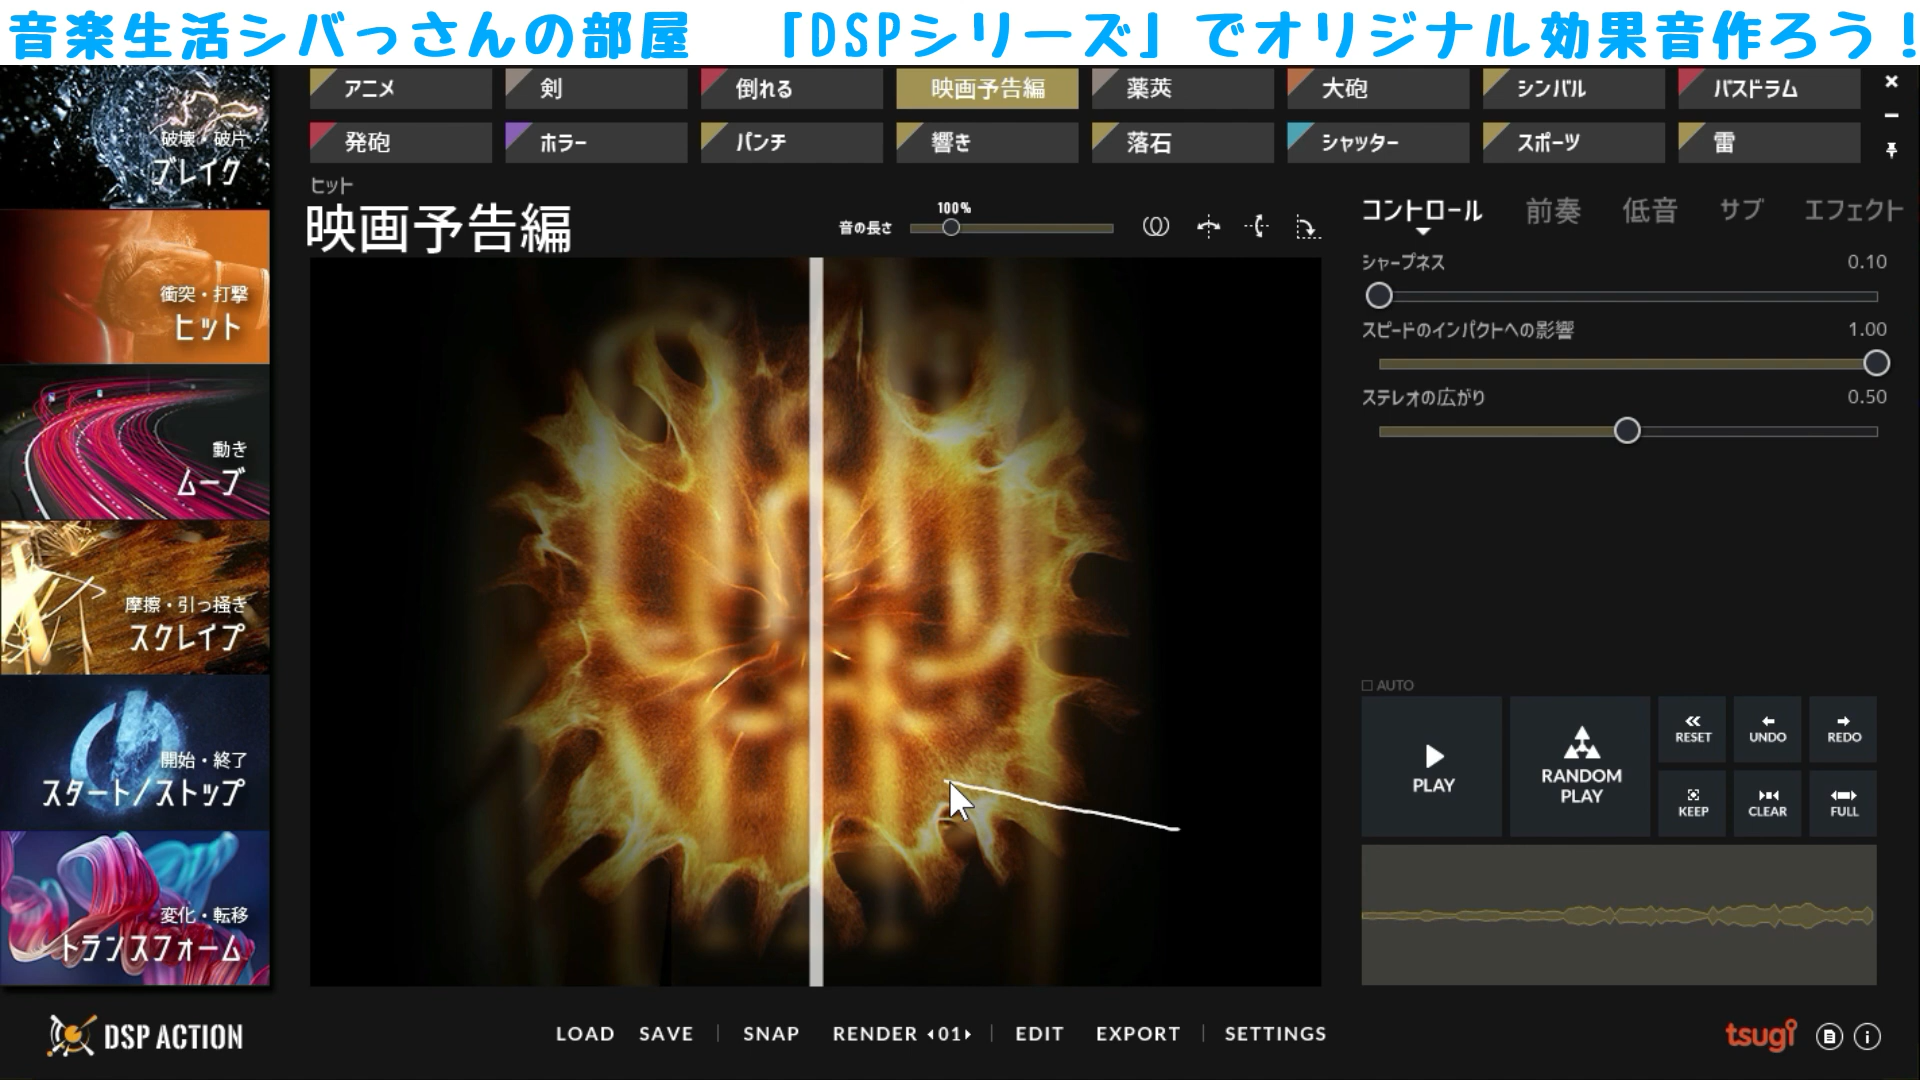 音楽生活シバっさんの部屋　「DSPシリーズ」でオリジナル効果音作ろう！
アニメ 剣 倒れる 映画予告編 薬莢 大砲 シンバル バスドラム
発砲 ホラー パンチ 響き 落石 シャッター スポーツ 雷
破壊・破片
ブレイク
衝突・打撃
ヒット
動き
ムーブ
摩擦・引っ掻き
スクレイプ
開始・終了
スタート/ストップ
変化・転移
トランスフォーム
ヒット
映画予告編
音の長さ 100%
コントロール 前奏 低音 サブ エフェクト
シャープネス 0.10
スピードのインパクトへの影響 1.00
ステレオの広がり 0.50
AUTO
PLAY
RANDOM PLAY
RESET UNDO REDO
KEEP CLEAR FULL
DSP ACTION
LOAD SAVE | SNAP RENDER 01 | EDIT EXPORT | SETTINGS
tsugi